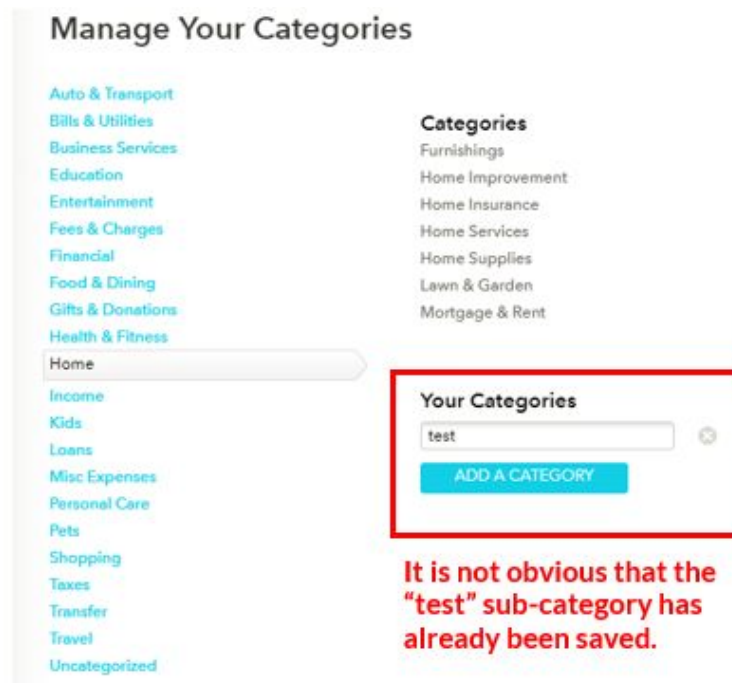 Manage Your Categories
Auto & Transport
Bills & Utilities
Business Services
Education
Entertainment
Fees & Charges
Financial
Food & Dining
Gifts & Donations
Health & Fitness
Home
Income
Kids
Loans
Misc Expenses
Personal Care
Pets
Shopping
Taxes
Transfer
Travel
Uncategorized
Categories
Furnishings
Home Improvement
Home Insurance
Home Services
Home Supplies
Lawn & Garden
Mortgage & Rent
Your Categories
test
ADD A CATEGORY
It is not obvious that the
“test” sub-category has
already been saved.